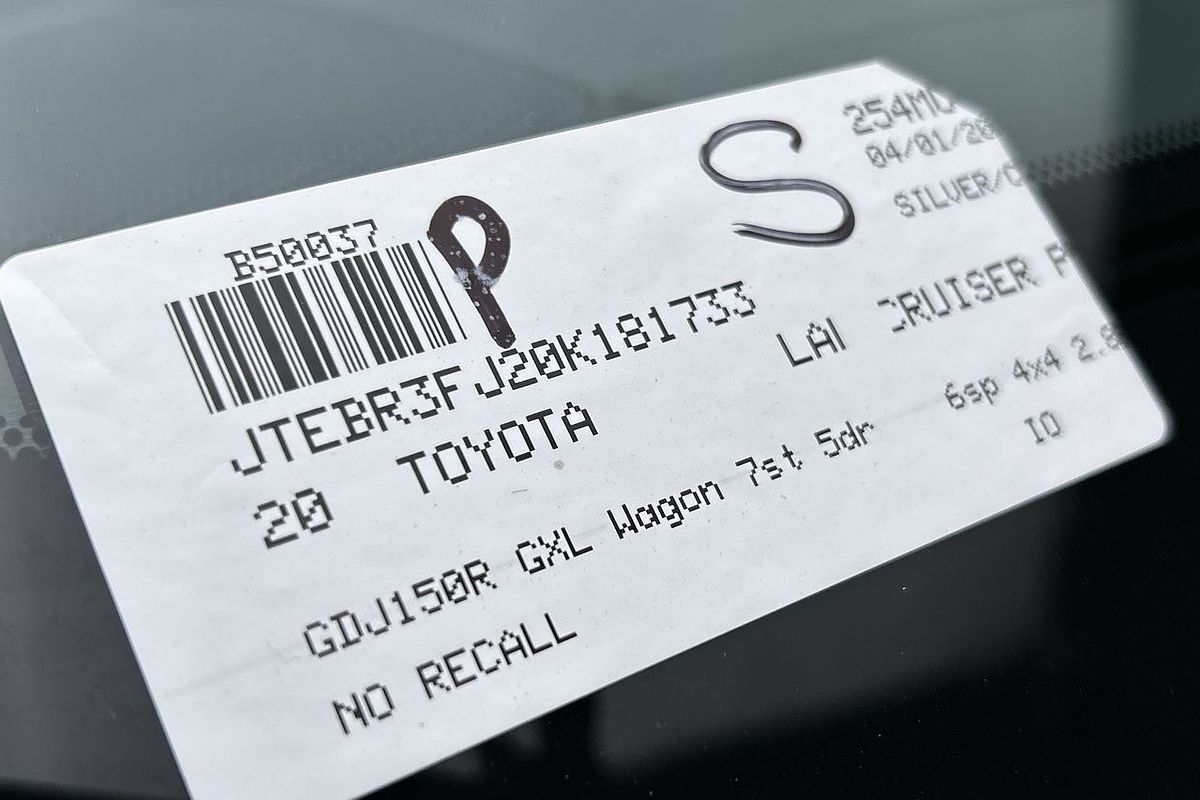 S
254MU
04/01/20
SILVER/C
B50037
P
JTEBR3FJ20K181733
20 TOYOTA LAI CRUISER P
GDJ150R GXL Wagon 7st 5dr 6sp 4x4 2.8
NO RECALL IO